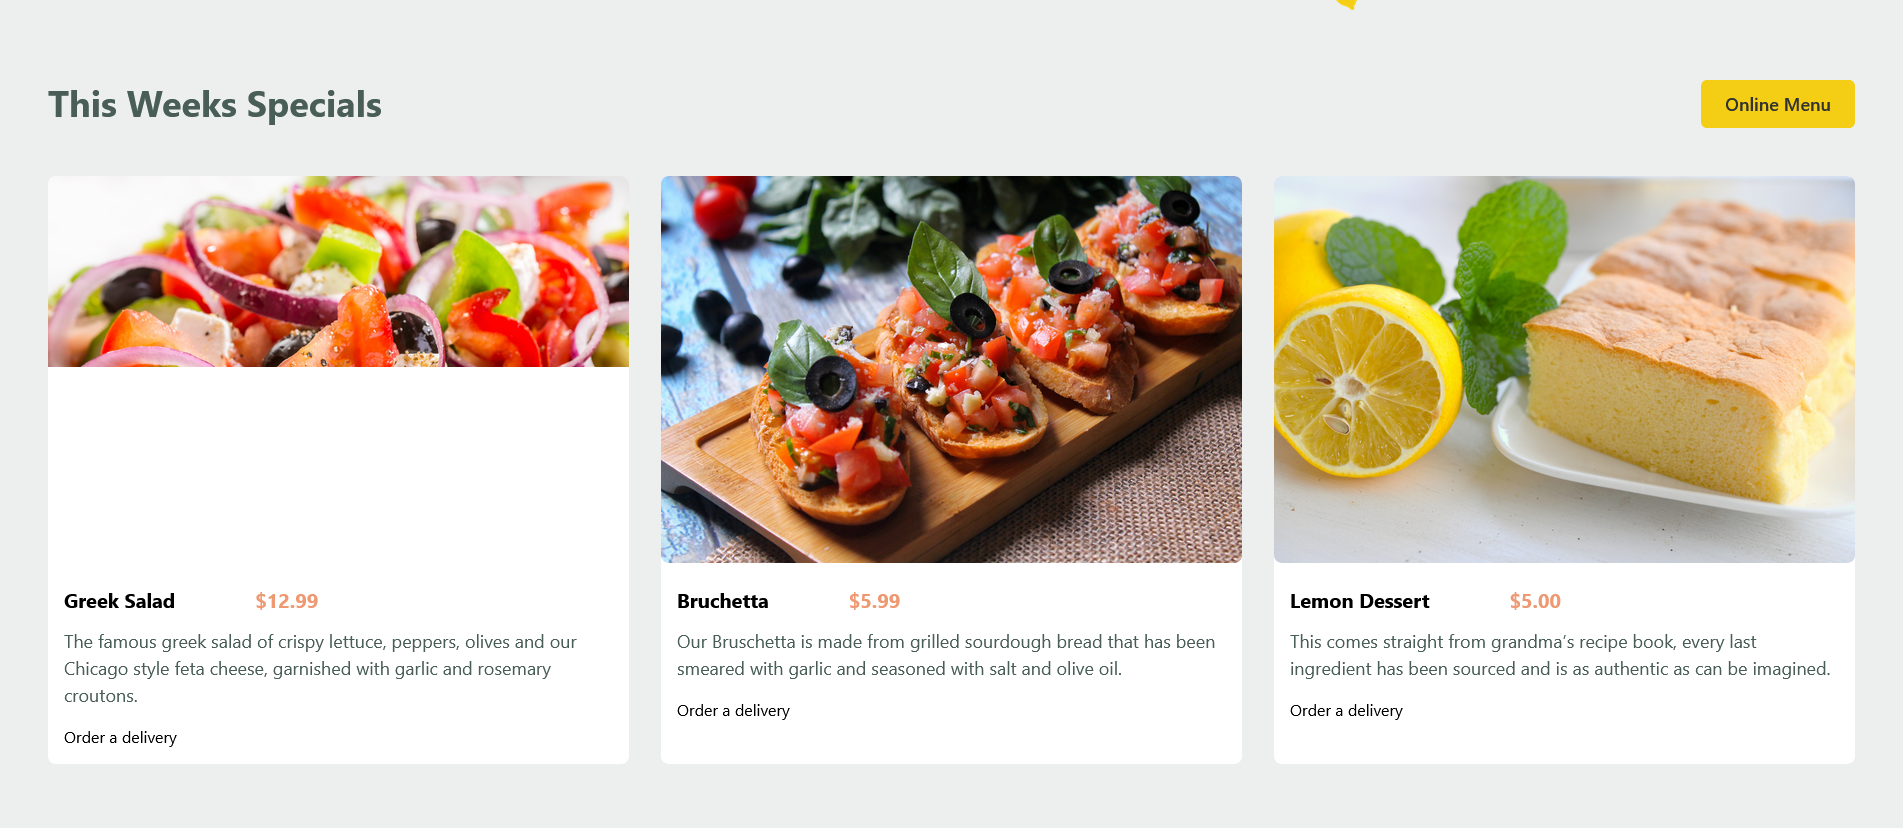 This Weeks Specials
Online Menu
Greek Salad $12.99
The famous greek salad of crispy lettuce, peppers, olives and our
Chicago style feta cheese, garnished with garlic and rosemary
croutons.
Order a delivery
Bruchetta $5.99
Our Bruschetta is made from grilled sourdough bread that has been
smeared with garlic and seasoned with salt and olive oil.
Order a delivery
Lemon Dessert $5.00
This comes straight from grandma’s recipe book, every last
ingredient has been sourced and is as authentic as can be imagined.
Order a delivery